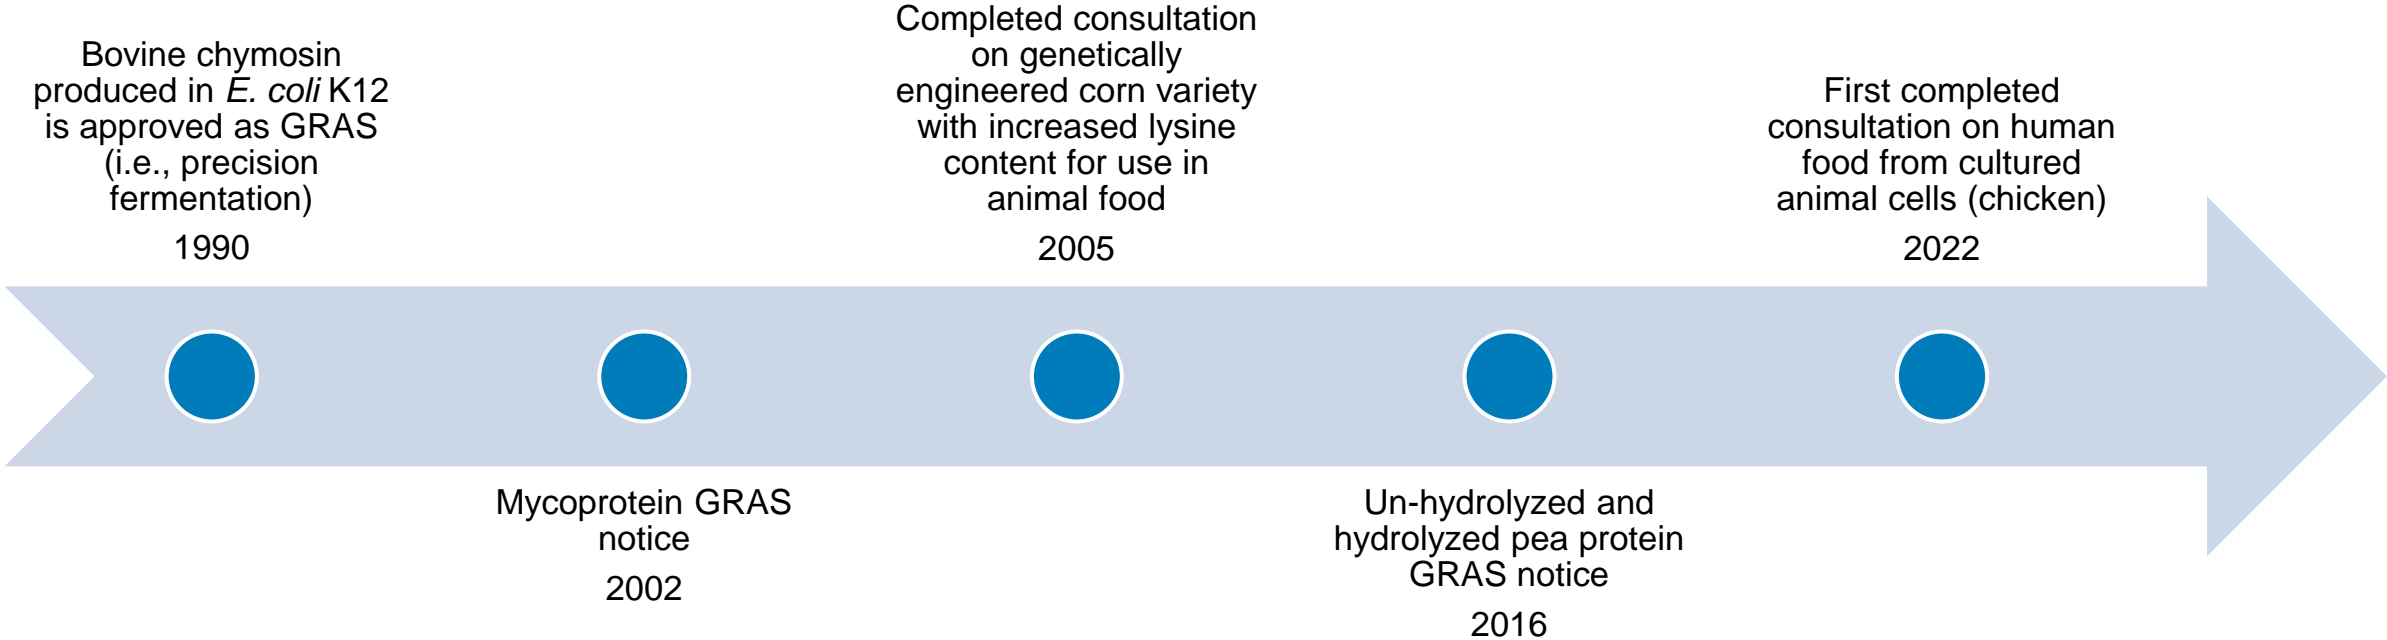 Bovine chymosin
produced in E. coli K12
is approved as GRAS
(i.e., precision
fermentation)
1990
Mycoprotein GRAS
notice
2002
Completed consultation
on genetically
engineered corn variety
with increased lysine
content for use in
animal food
2005
Un-hydrolyzed and
hydrolyzed pea protein
GRAS notice
2016
First completed
consultation on human
food from cultured
animal cells (chicken)
2022